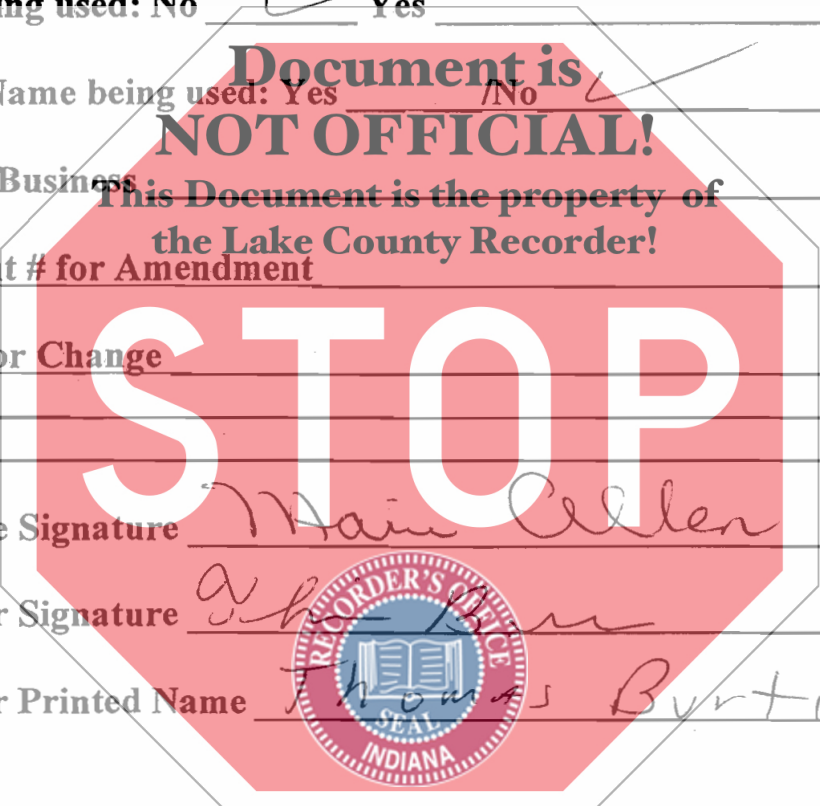 ng used: No Yes
Document is
Name being used: Yes /No
NOT OFFICIAL!
Business
This Document is the property of
the Lake County Recorder!
t # for Amendment
STOP
or Change
e Signature Allen
r Signature
RECORDER'S OFFICE
r Printed Name Thomas Burt
SEAL
INDIANA